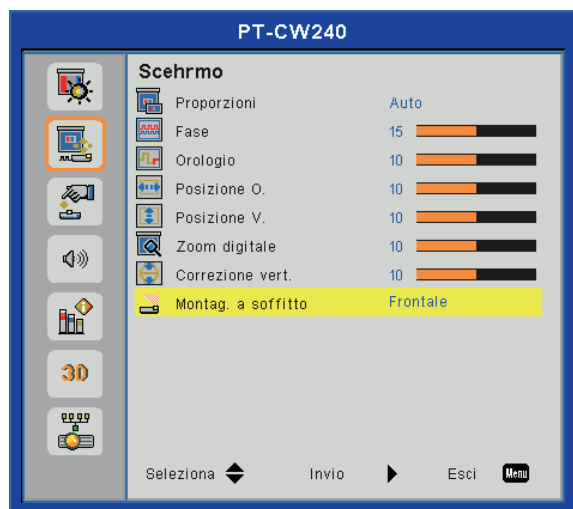 PT-CW240
Scehrmo
Proporzioni Auto
Fase 15
Orologio 10
Posizione O. 10
Posizione V. 10
Zoom digitale 10
Correzione vert. 10
Montag. a soffitto Frontale
3D
Seleziona Invio Esci Menu